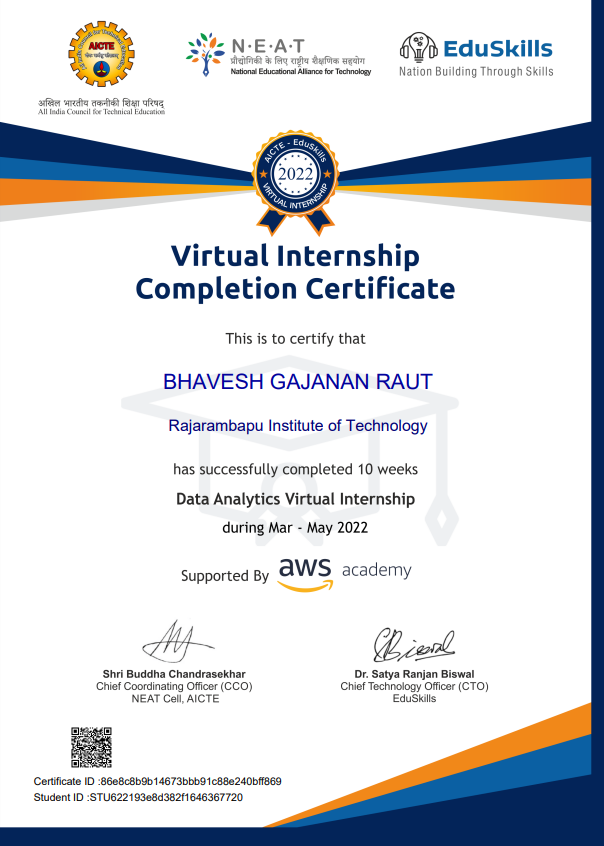 AICTE
अखिल भारतीय तकनीकी शिक्षा परिषद्
All India Council for Technical Education
N·E·A·T
प्रौद्योगिकी के लिए राष्ट्रीय शैक्षणिक सहयोग
National Educational Alliance for Technology
EduSkills
Nation Building Through Skills
AICTE - EduSkills
2022
VIRTUAL INTERNSHIP
Virtual Internship
Completion Certificate
This is to certify that
BHAVESH GAJANAN RAUT
Rajarambapu Institute of Technology
has successfully completed 10 weeks
Data Analytics Virtual Internship
during Mar - May 2022
Supported By aws academy
Shri Buddha Chandrasekhar
Chief Coordinating Officer (CCO)
NEAT Cell, AICTE
Dr. Satya Ranjan Biswal
Chief Technology Officer (CTO)
EduSkills
Certificate ID :86e8c8b9b14673bbb91c88e240bff869
Student ID :STU622193e8d382f1646367720